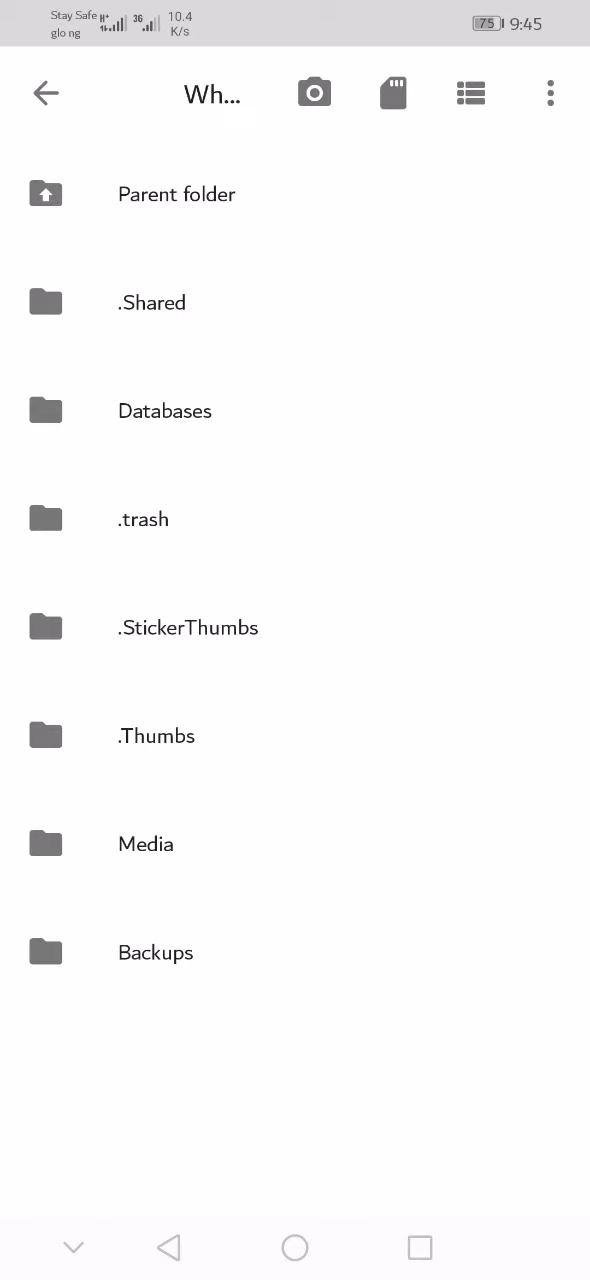 Stay Safe H+ 3G 10.4
glo ng K/s
75 9:45
Wh...
Parent folder
.Shared
Databases
.trash
.StickerThumbs
.Thumbs
Media
Backups